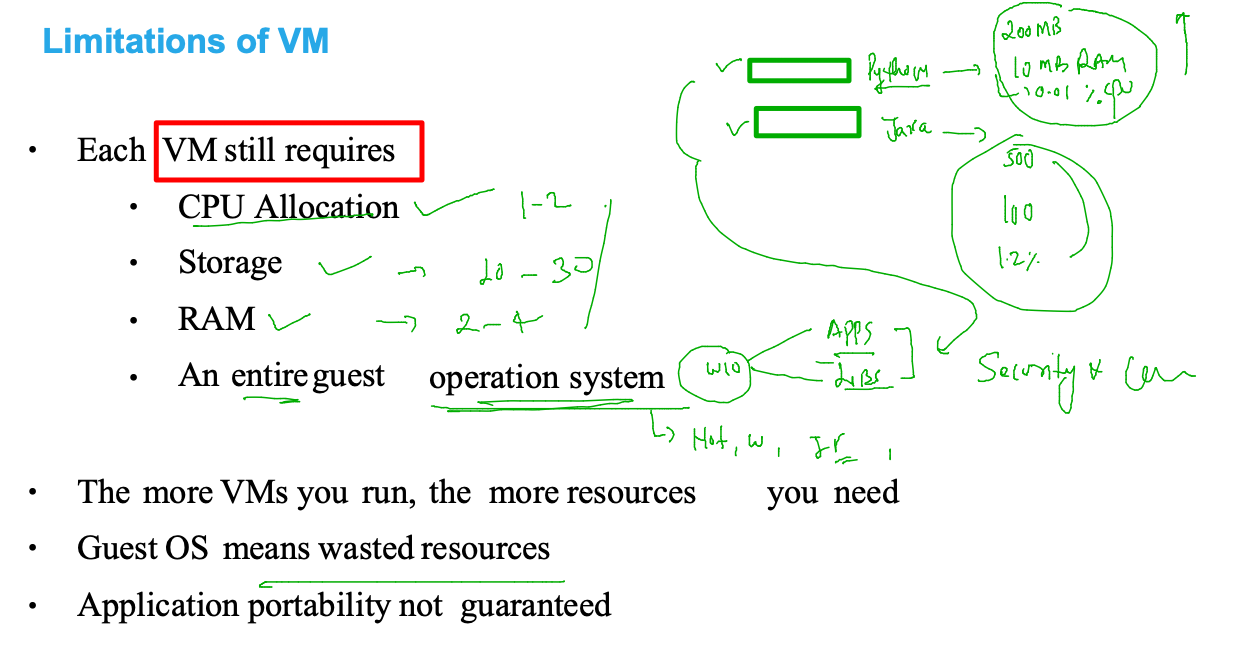 Limitations of VM
200MB
Python → 10 MB RAM
→ 0.01 % CPU
Java →
500
100
1.2%
• Each VM still requires
• CPU Allocation 1-2
• Storage → 20 - 30
• RAM → 2 - 4
• An entire guest operation system W10
APPS
LIBS
Security &
→ Hot, W,
• The more VMs you run, the more resources you need
• Guest OS means wasted resources
• Application portability not guaranteed